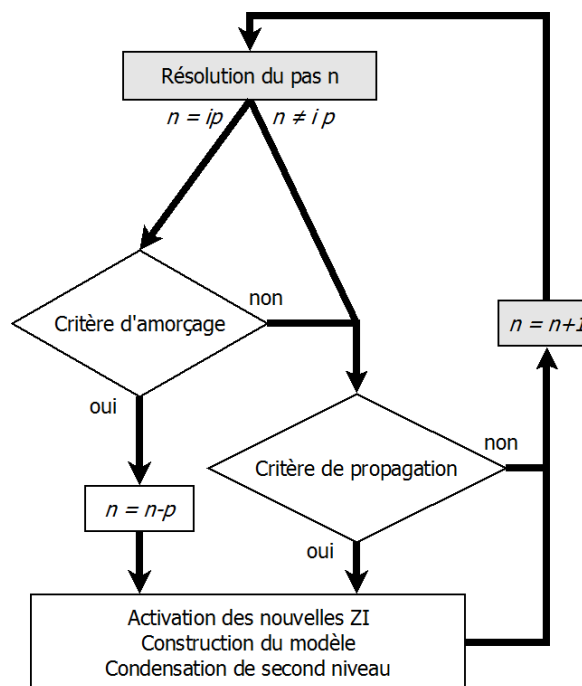 Résolution du pas n
n = ip
n ≠ i p
Critère d'amorçage
non
n = n+1
oui
Critère de propagation
non
n = n-p
oui
Activation des nouvelles ZI
Construction du modèle
Condensation de second niveau